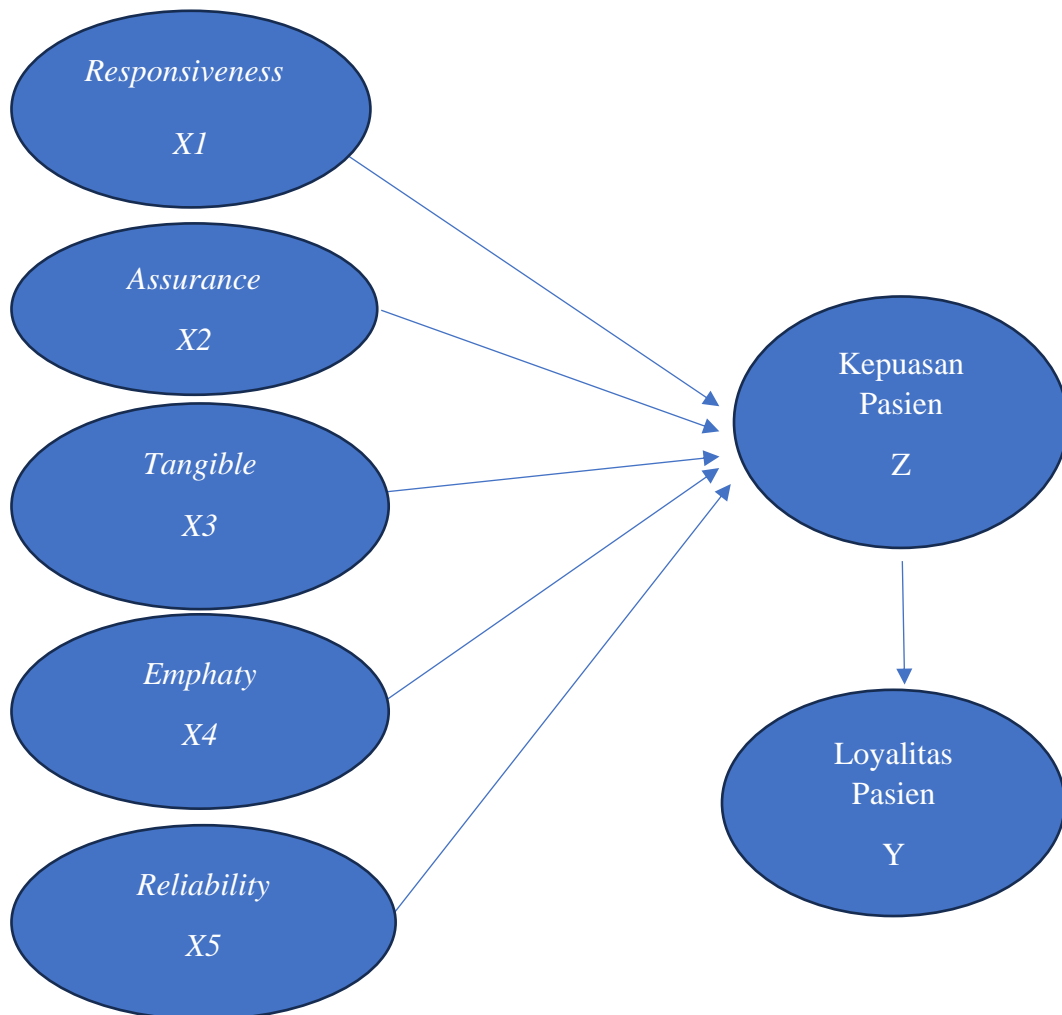 Responsiveness
X1
Assurance
X2
Tangible
X3
Emphaty
X4
Reliability
X5
Kepuasan
Pasien
Z
Loyalitas
Pasien
Y